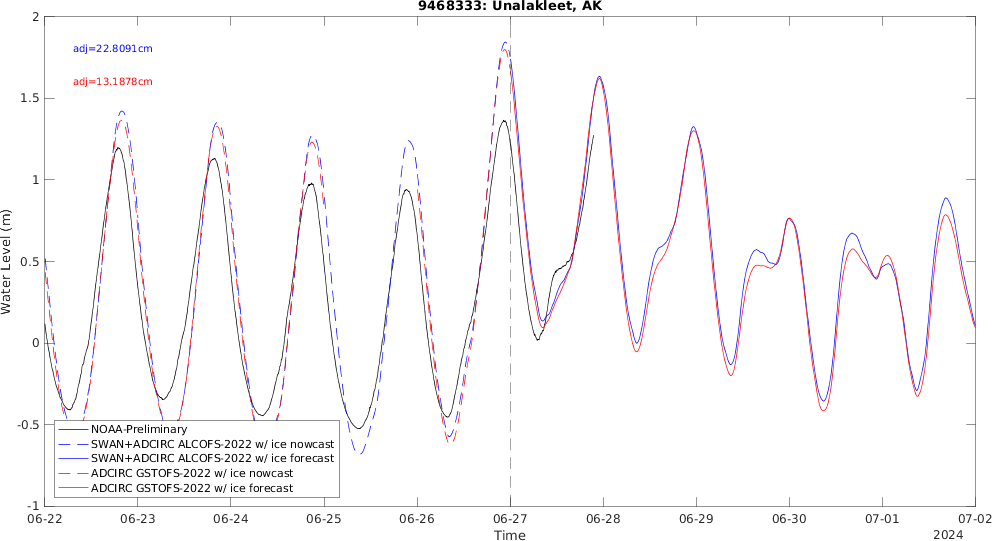 9468333: Unalakleet, AK
2
1.5
1
0.5
0
-0.5
-1
Water Level (m)
adj=22.8091cm
adj=13.1878cm
NOAA-Preliminary
SWAN+ADCIRC ALCOFS-2022 w/ ice nowcast
SWAN+ADCIRC ALCOFS-2022 w/ ice forecast
ADCIRC GSTOFS-2022 w/ ice nowcast
ADCIRC GSTOFS-2022 w/ ice forecast
06-22 06-23 06-24 06-25 06-26 06-27 06-28 06-29 06-30 07-01 07-02
Time
2024